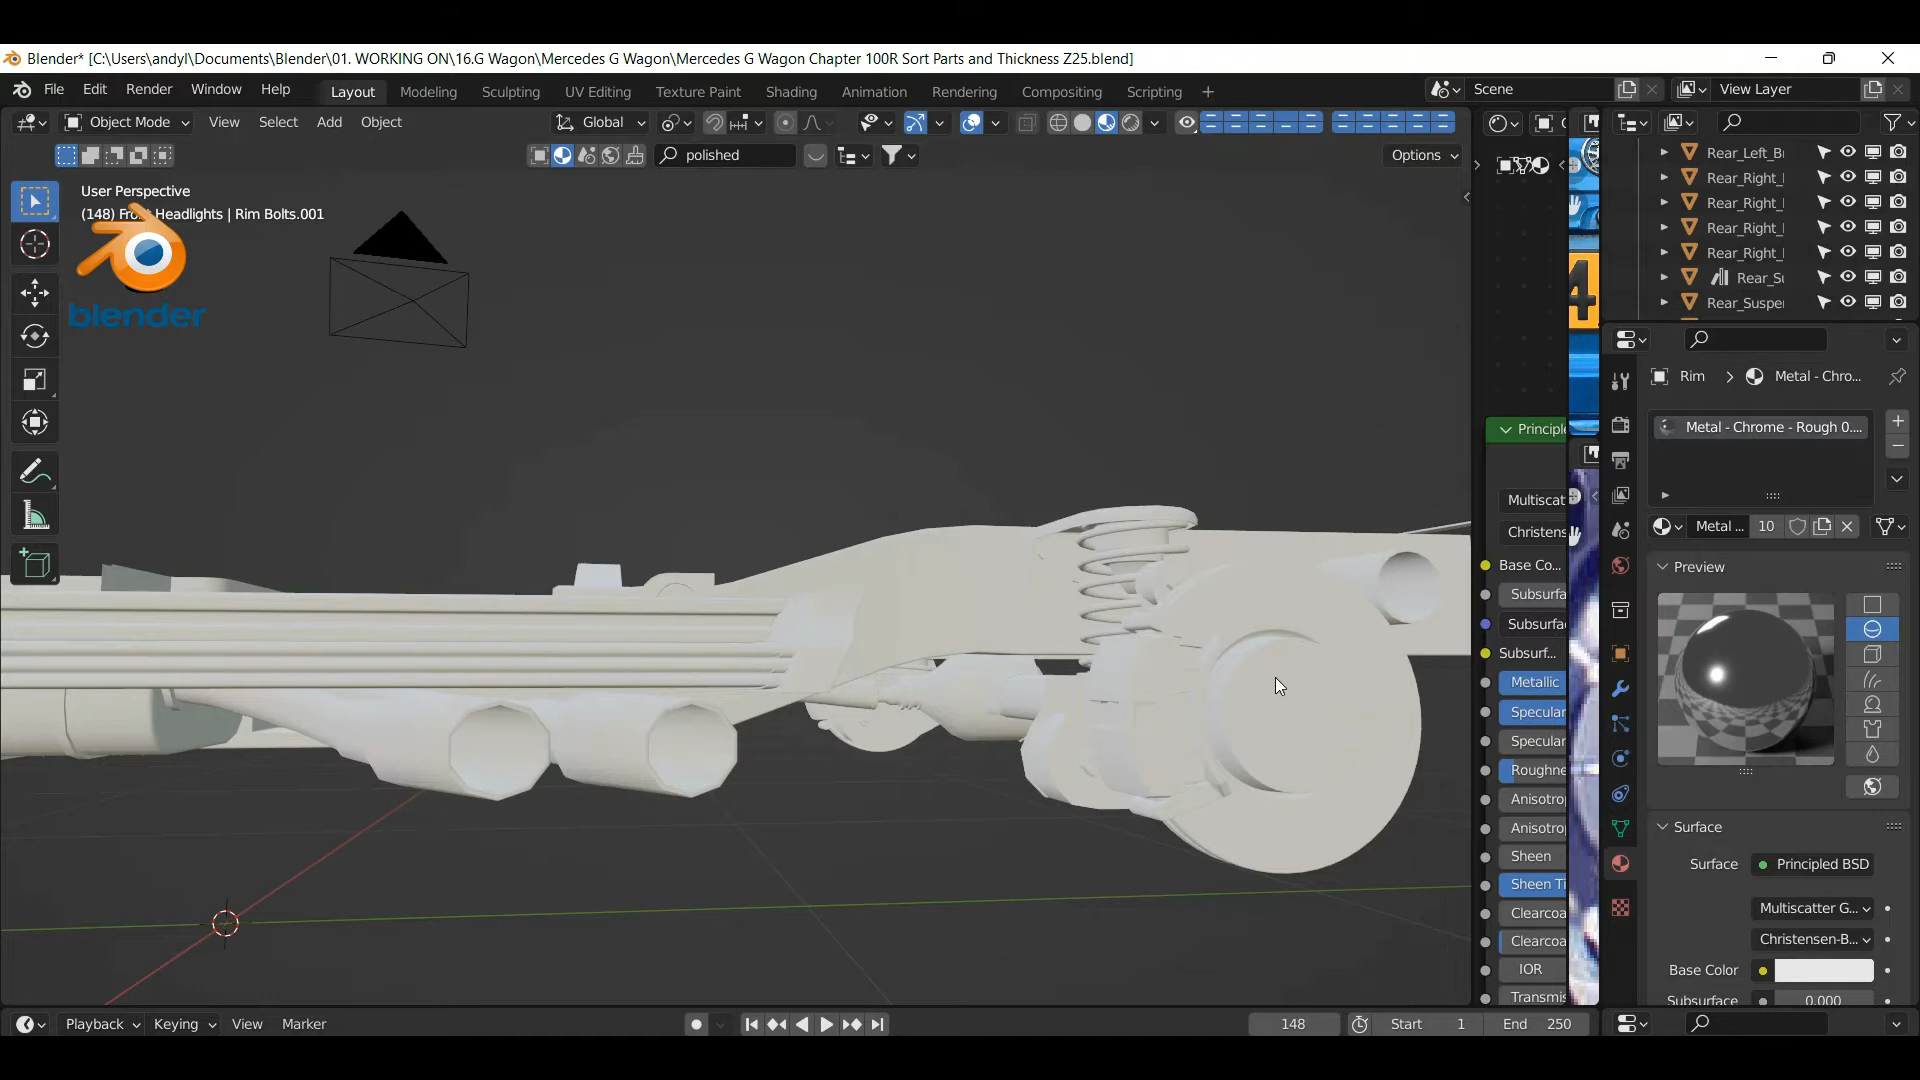 Blender* [C:\Users\andyl\Documents\Blender\01. WORKING ON\16.G Wagon\Mercedes G Wagon\Mercedes G Wagon Chapter 100R Sort Parts and Thickness Z25.blend]
File Edit Render Window Help Layout Modeling Sculpting UV Editing Texture Paint Shading Animation Rendering Compositing Scripting + Scene View Layer
Object Mode View Select Add Object Global
polished Options
User Perspective
(148) Front Headlights | Rim Bolts.001
blender
4
Rear_Left_Br
Rear_Right_
Rear_Right_
Rear_Right_
Rear_Right_
Rear_Su
Rear_Suspe
Rim > Metal - Chro...
Metal - Chrome - Rough 0....
Metal ... 10
Preview
Principle
Multiscat
Christens
Base Co...
Subsurfa
Subsurfa
Subsurf...
Metallic
Specular
Specular
Roughne
Anisotro
Anisotro
Sheen
Sheen Ti
Clearcoa
Clearcoa
IOR
Transmis
Surface
Surface Principled BSD
Multiscatter G...
Christensen-B...
Base Color
Subsurface 0.000
Playback Keying View Marker 148 Start 1 End 250